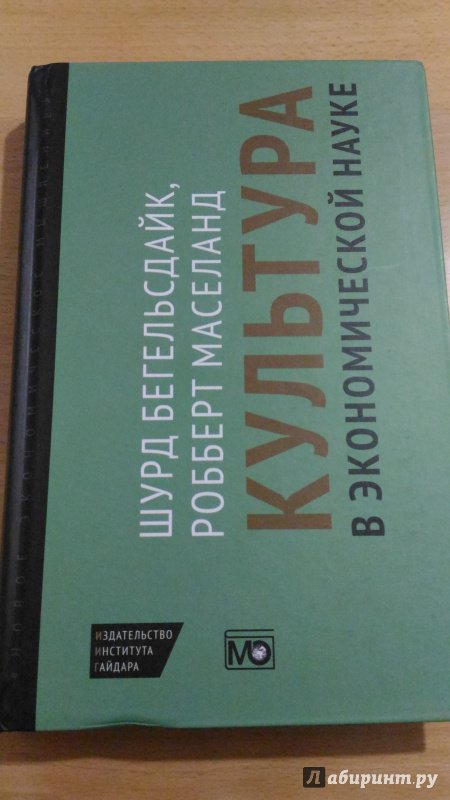 ШУРД БЕГЕЛЬСДАЙК,
РОББЕРТ МАСЕЛАНД
КУЛЬТУРА
В ЭКОНОМИЧЕСКОЙ НАУКЕ
ИЗДАТЕЛЬСТВО
ИНСТИТУТА
ГАЙДАРА
МО
Лабиринт.ру